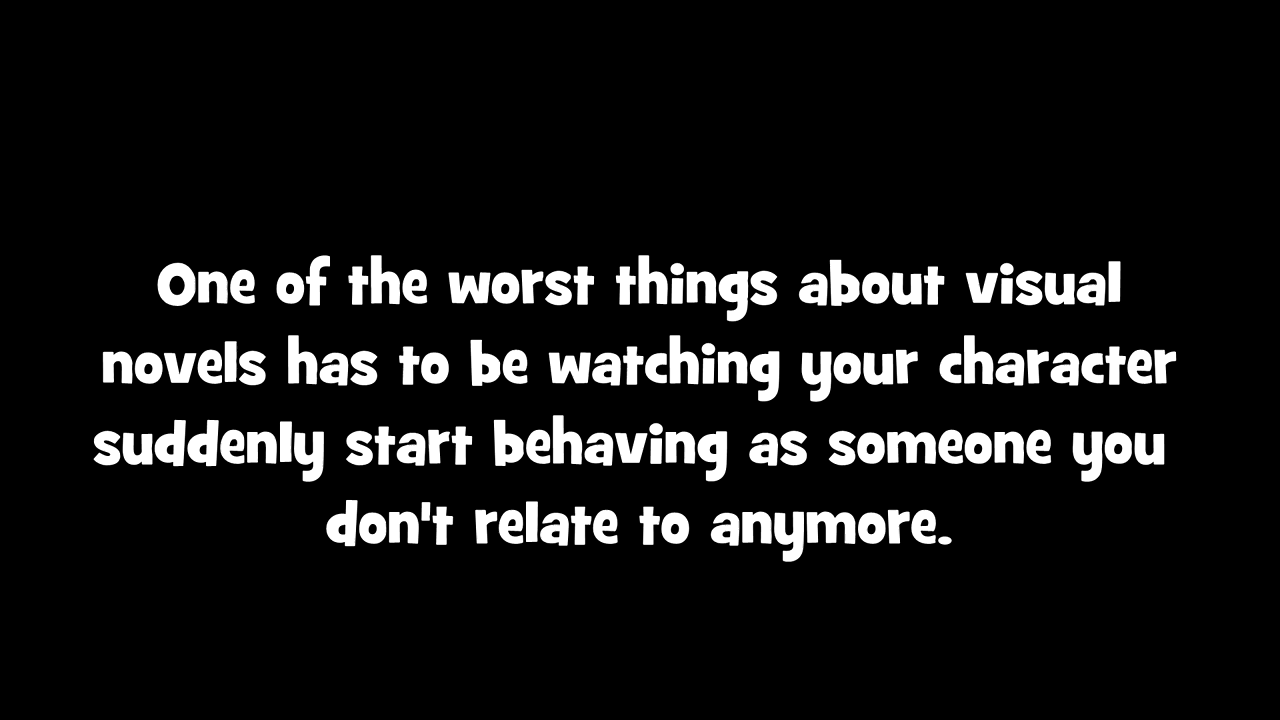 One of the worst things about visual
novels has to be watching your character
suddenly start behaving as someone you
don't relate to anymore.